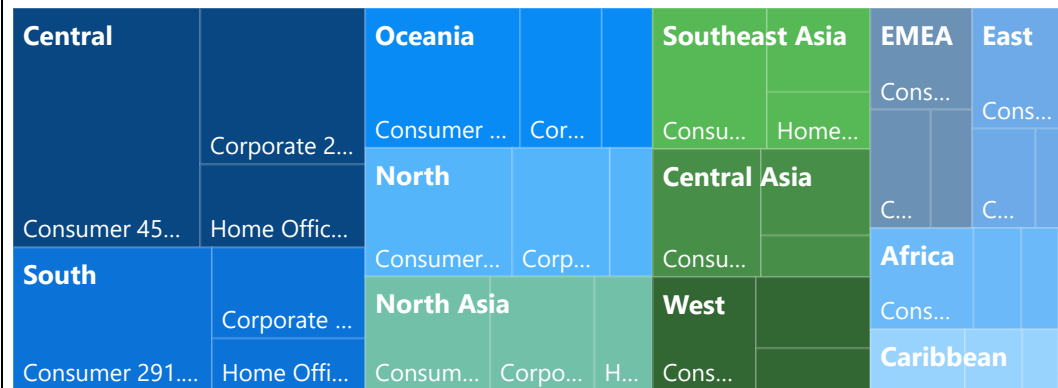 Central
Corporate 2...
Consumer 45...
Home Offic...
South
Corporate ...
Consumer 291....
Home Offi...
Oceania
Consumer ...
Cor...
North
Consumer...
Corp...
North Asia
Consum...
Corpo...
H...
Southeast Asia
Consu...
Home...
Central Asia
Consu...
West
Cons...
EMEA
Cons...
C...
East
Cons...
C...
Africa
Cons...
Caribbean